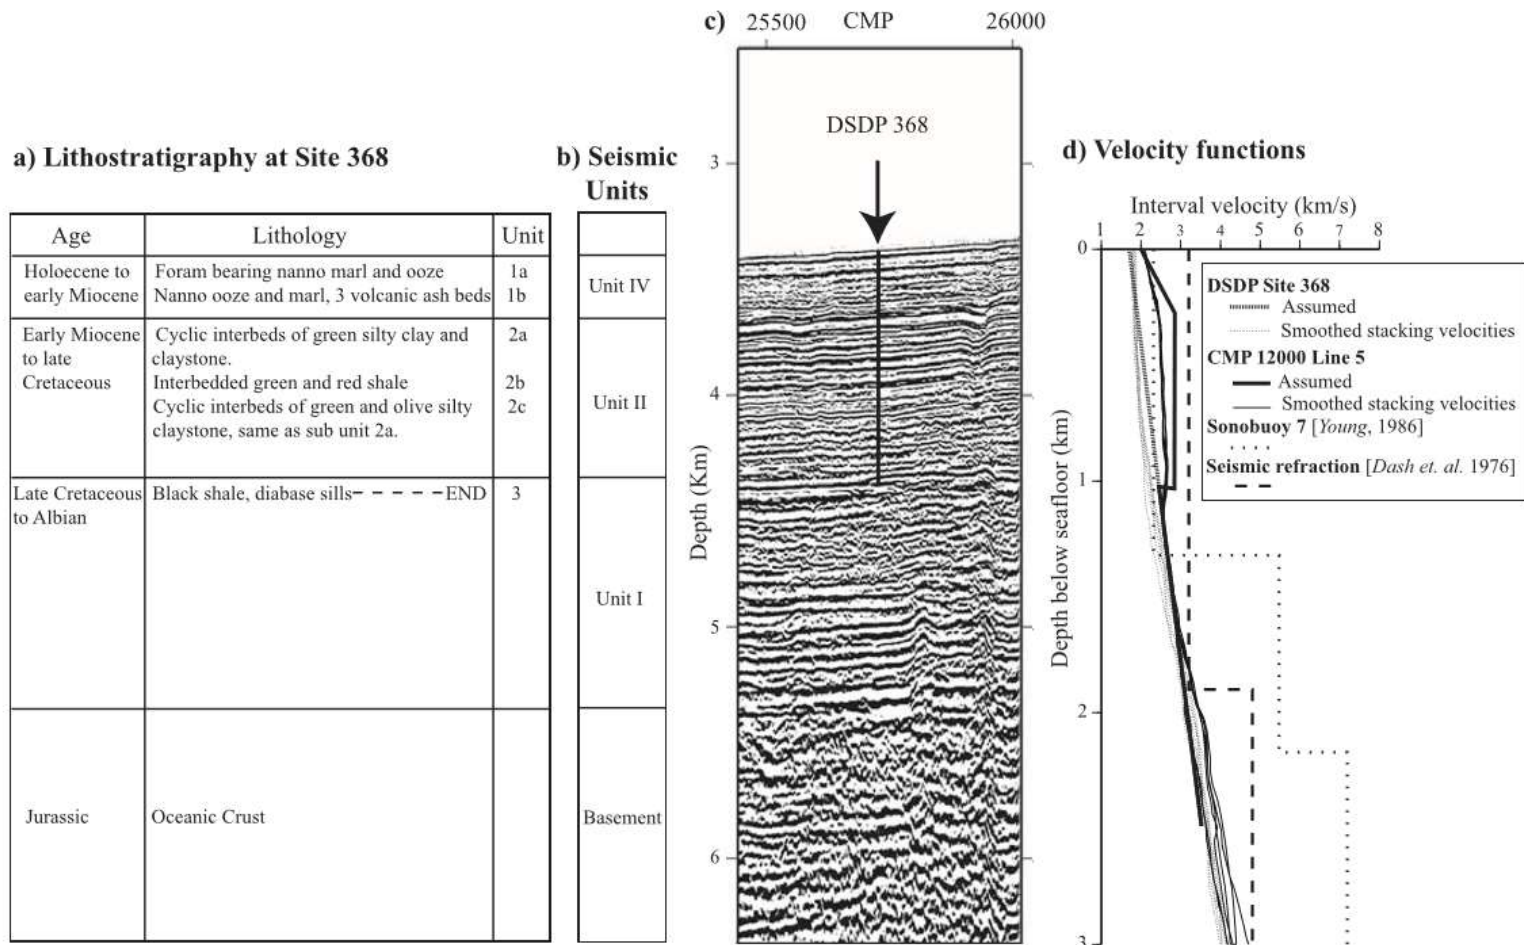 a) Lithostratigraphy at Site 368
Age Lithology Unit
Holoecene to Foram bearing nanno marl and ooze 1a
early Miocene Nanno ooze and marl, 3 volcanic ash beds 1b
Early Miocene Cyclic interbeds of green silty clay and 2a
to late claystone.
Cretaceous Interbedded green and red shale 2b
Cyclic interbeds of green and olive silty 2c
claystone, same as sub unit 2a.
Late Cretaceous Black shale, diabase sills – – – – – – END 3
to Albian
Jurassic Oceanic Crust
b) Seismic
Units
Unit IV
Unit II
Unit I
Basement
c) 25500 CMP 26000
DSDP 368
Depth (Km)
3
4
5
6
d) Velocity functions
Interval velocity (km/s)
1 2 3 4 5 6 7 8
Depth below seafloor (km)
0
1
2
3
DSDP Site 368
Assumed
Smoothed stacking velocities
CMP 12000 Line 5
Assumed
Smoothed stacking velocities
Sonobuoy 7 [Young, 1986]
Seismic refraction [Dash et. al. 1976]